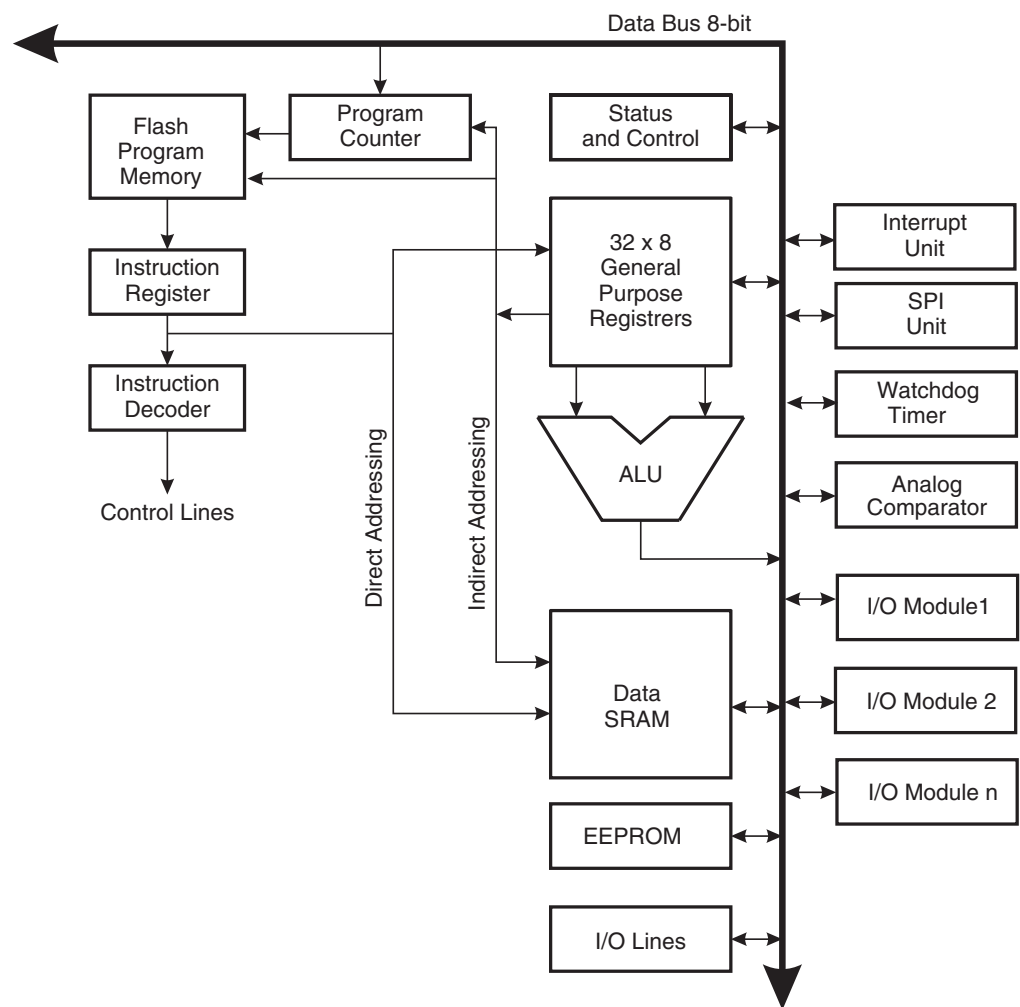 Data Bus 8-bit
Flash
Program
Memory
Program
Counter
Status
and Control
Interrupt
Unit
32 x 8
General
Purpose
Registrers
Instruction
Register
SPI
Unit
Instruction
Decoder
Watchdog
Timer
ALU
Analog
Comparator
Control Lines
Direct Addressing
Indirect Addressing
I/O Module1
Data
SRAM
I/O Module 2
I/O Module n
EEPROM
I/O Lines